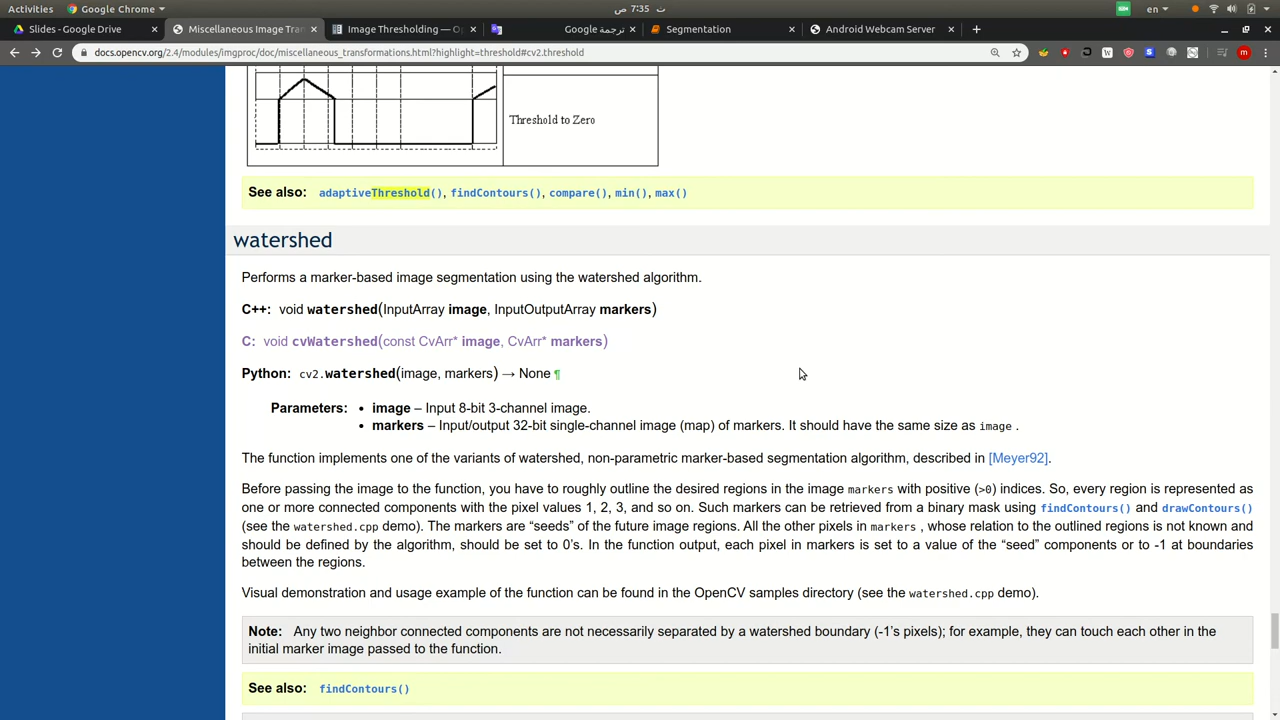 Activities Google Chrome ▾ 7:35 ص ت en ▾
Slides - Google Drive × Miscellaneous Image Tran × Image Thresholding — Op × Google ترجمة × Segmentation × Android Webcam Server × +
docs.opencv.org/2.4/modules/imgproc/doc/miscellaneous_transformations.html?highlight=threshold#cv2.threshold
Threshold to Zero
See also: adaptiveThreshold(), findContours(), compare(), min(), max()
watershed
Performs a marker-based image segmentation using the watershed algorithm.
C++: void watershed(InputArray image, InputOutputArray markers)
C: void cvWatershed(const CvArr* image, CvArr* markers)
Python: cv2.watershed(image, markers) → None ¶
Parameters: • image – Input 8-bit 3-channel image.
• markers – Input/output 32-bit single-channel image (map) of markers. It should have the same size as image .
The function implements one of the variants of watershed, non-parametric marker-based segmentation algorithm, described in [Meyer92].
Before passing the image to the function, you have to roughly outline the desired regions in the image markers with positive (>0) indices. So, every region is represented as
one or more connected components with the pixel values 1, 2, 3, and so on. Such markers can be retrieved from a binary mask using findContours() and drawContours()
(see the watershed.cpp demo). The markers are “seeds” of the future image regions. All the other pixels in markers , whose relation to the outlined regions is not known and
should be defined by the algorithm, should be set to 0’s. In the function output, each pixel in markers is set to a value of the “seed” components or to -1 at boundaries
between the regions.
Visual demonstration and usage example of the function can be found in the OpenCV samples directory (see the watershed.cpp demo).
Note: Any two neighbor connected components are not necessarily separated by a watershed boundary (-1’s pixels); for example, they can touch each other in the
initial marker image passed to the function.
See also: findContours()